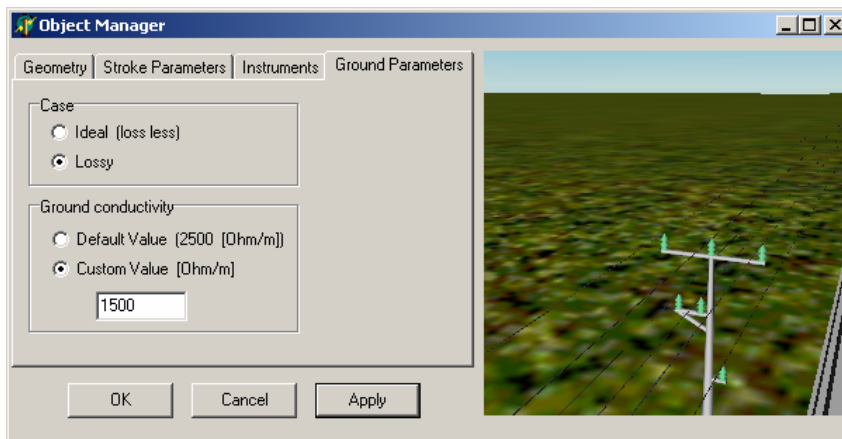 Object Manager
Geometry Stroke Parameters Instruments Ground Parameters
Case
Ideal (loss less)
Lossy
Ground conductivity
Default Value (2500 [Ohm/m])
Custom Value [Ohm/m]
1500
OK Cancel Apply